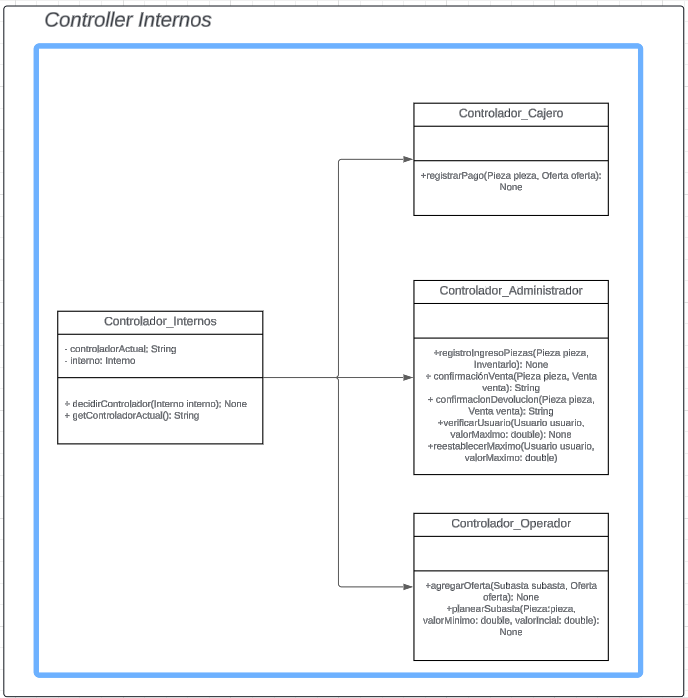 Controller Internos
Controlador_Cajero
+registrarPago(Pieza pieza, Oferta oferta):
None
Controlador_Internos
- controladorActual: String
- interno: Interno
+ decidirControlador(Interno interno): None
+ getControladorActual(): String
Controlador_Administrador
+registroIngresoPiezas(Pieza pieza,
Inventario): None
+ confirmaciónVenta(Pieza pieza, Venta
venta): String
+ confirmacionDevolucion(Pieza pieza,
Venta venta): String
+verificarUsuario(Usuario usuario,
valorMaximo: double): None
+reestablecerMaximo(Usuario usuario,
valorMaximo: double)
Controlador_Operador
+agregarOferta(Subasta subasta, Oferta
oferta): None
+planearSubasta(Pieza:pieza,
valorMinimo: double, valorIncial: double):
None